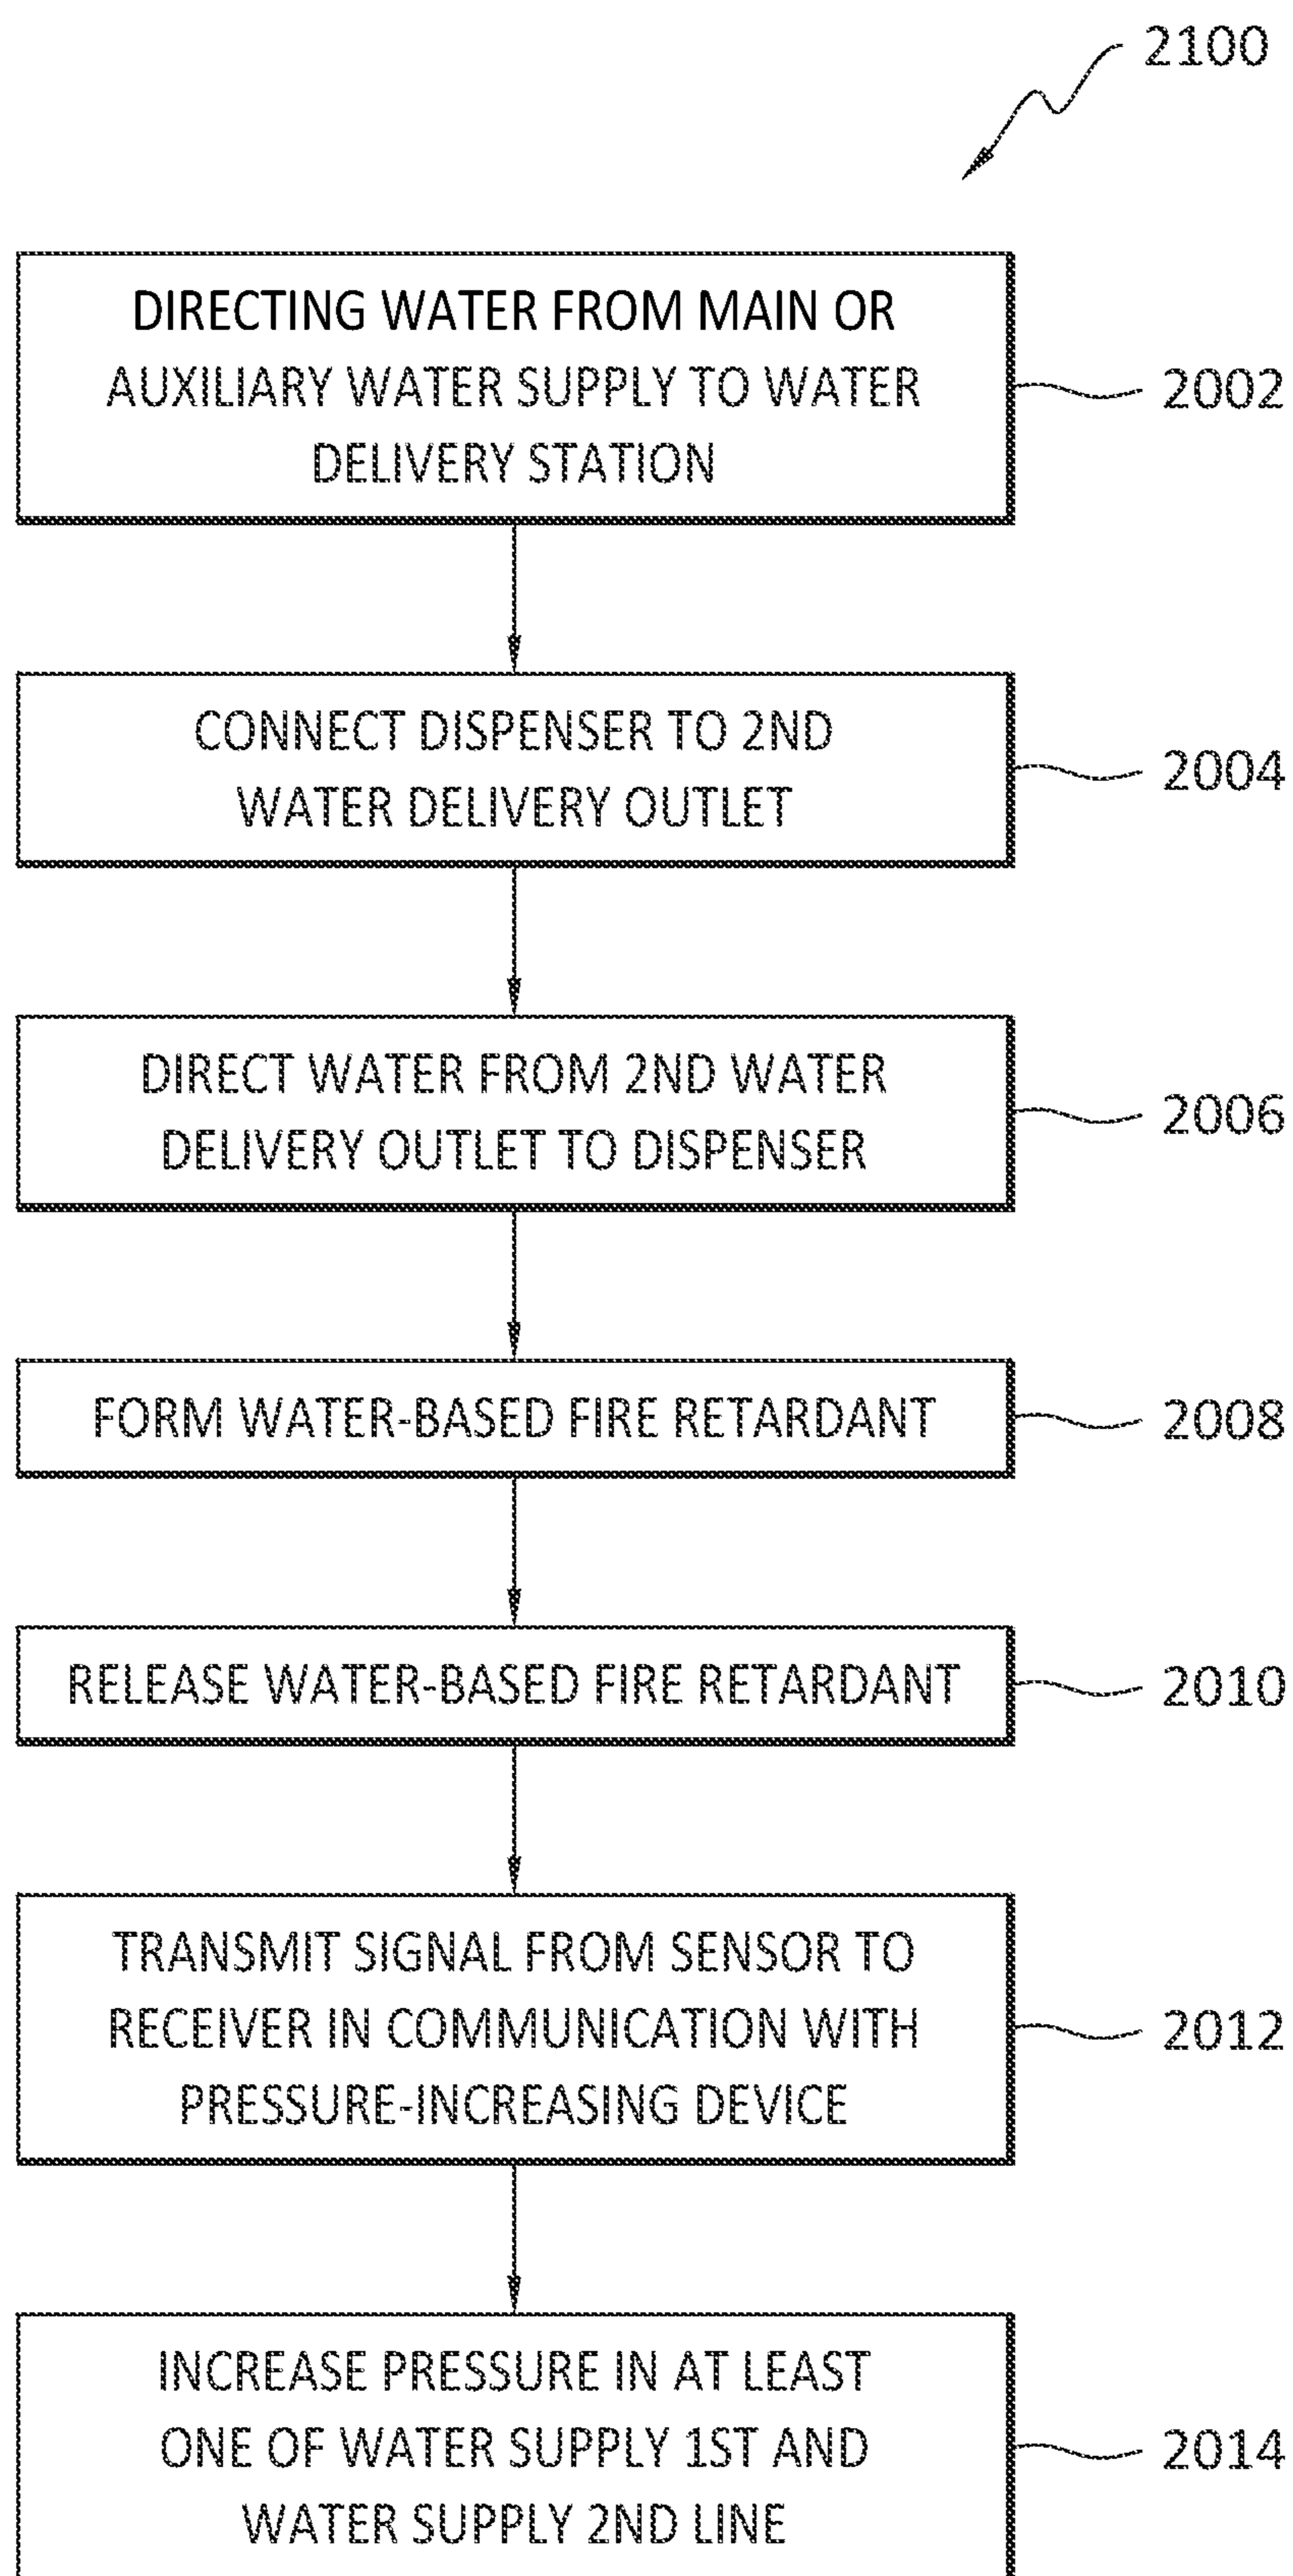 2100
DIRECTING WATER FROM MAIN OR
AUXILIARY WATER SUPPLY TO WATER
DELIVERY STATION
2002
CONNECT DISPENSER TO 2ND
WATER DELIVERY OUTLET
2004
DIRECT WATER FROM 2ND WATER
DELIVERY OUTLET TO DISPENSER
2006
FORM WATER-BASED FIRE RETARDANT
2008
RELEASE WATER-BASED FIRE RETARDANT
2010
TRANSMIT SIGNAL FROM SENSOR TO
RECEIVER IN COMMUNICATION WITH
PRESSURE-INCREASING DEVICE
2012
INCREASE PRESSURE IN AT LEAST
ONE OF WATER SUPPLY 1ST AND
WATER SUPPLY 2ND LINE
2014